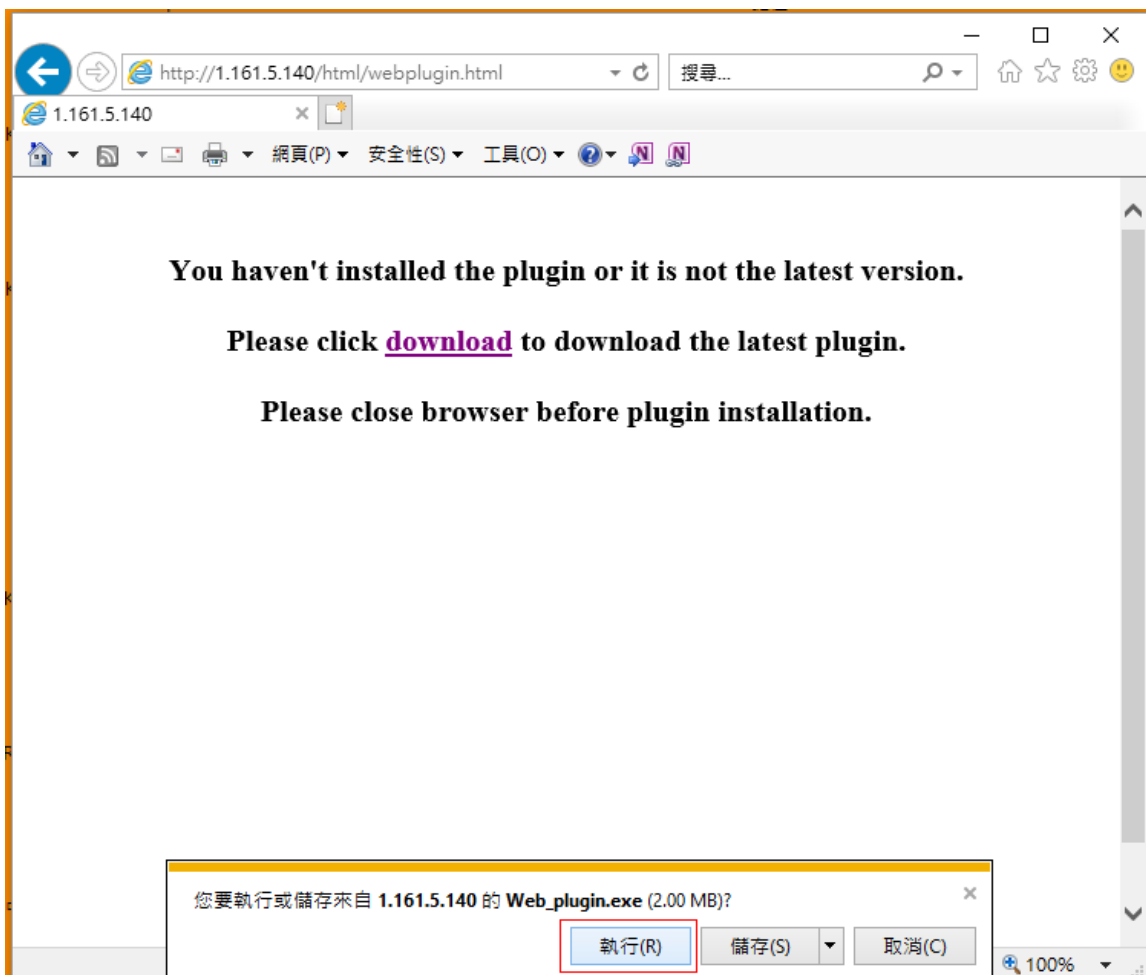 http://1.161.5.140/html/webplugin.html
搜尋...
1.161.5.140
網頁(P) 安全性(S) 工具(O)
You haven't installed the plugin or it is not the latest version.
Please click download to download the latest plugin.
Please close browser before plugin installation.
您要執行或儲存來自 1.161.5.140 的 Web_plugin.exe (2.00 MB)?
執行(R) 儲存(S) 取消(C)
100%